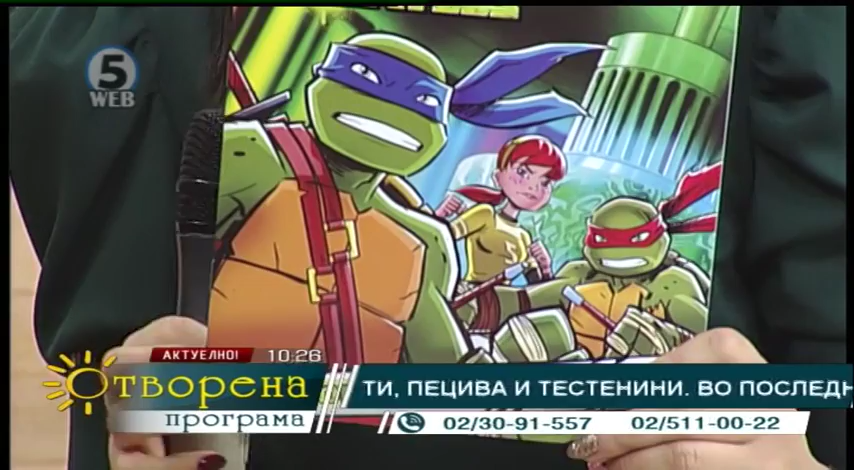 5
WEB
АКТУЕЛНО! 10:26
Отворена
програма
ТИ, ПЕЦИВА И ТЕСТЕНИНИ. ВО ПОСЛЕДН
02/30-91-557 02/511-00-22